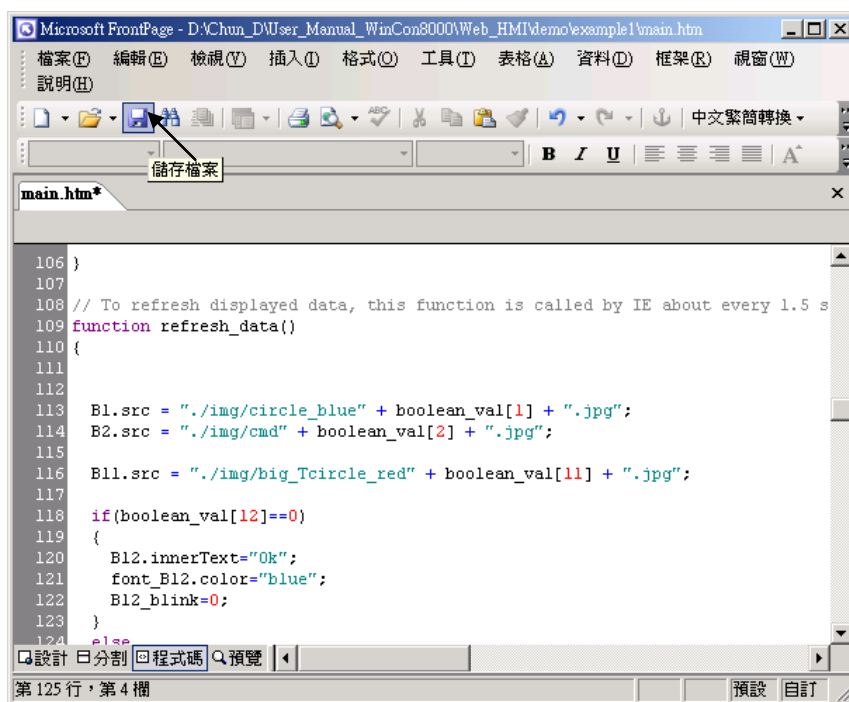 Microsoft FrontPage - D:\Chun_D\User_Manual_WinCon8000\Web_HMI\demo\example1\main.htm
檔案(F) 編輯(E) 檢視(V) 插入(I) 格式(O) 工具(T) 表格(A) 資料(D) 框架(R) 視窗(W)
說明(H)
ABC 中文繁簡轉換
B I U A
儲存檔案
main.htm*
106 }
107
108 // To refresh displayed data, this function is called by IE about every 1.5 s
109 function refresh_data()
110 {
111
112
113 B1.src = "./img/circle_blue" + boolean_val[1] + ".jpg";
114 B2.src = "./img/cmd" + boolean_val[2] + ".jpg";
115
116 B11.src = "./img/big_Tcircle_red" + boolean_val[11] + ".jpg";
117
118 if(boolean_val[12]==0)
119 {
120 B12.innerText="Ok";
121 font_B12.color="blue";
122 B12_blink=0;
123 }
124 else
設計 分割 程式碼 預覽
第 125 行，第 4 欄 預設 自訂